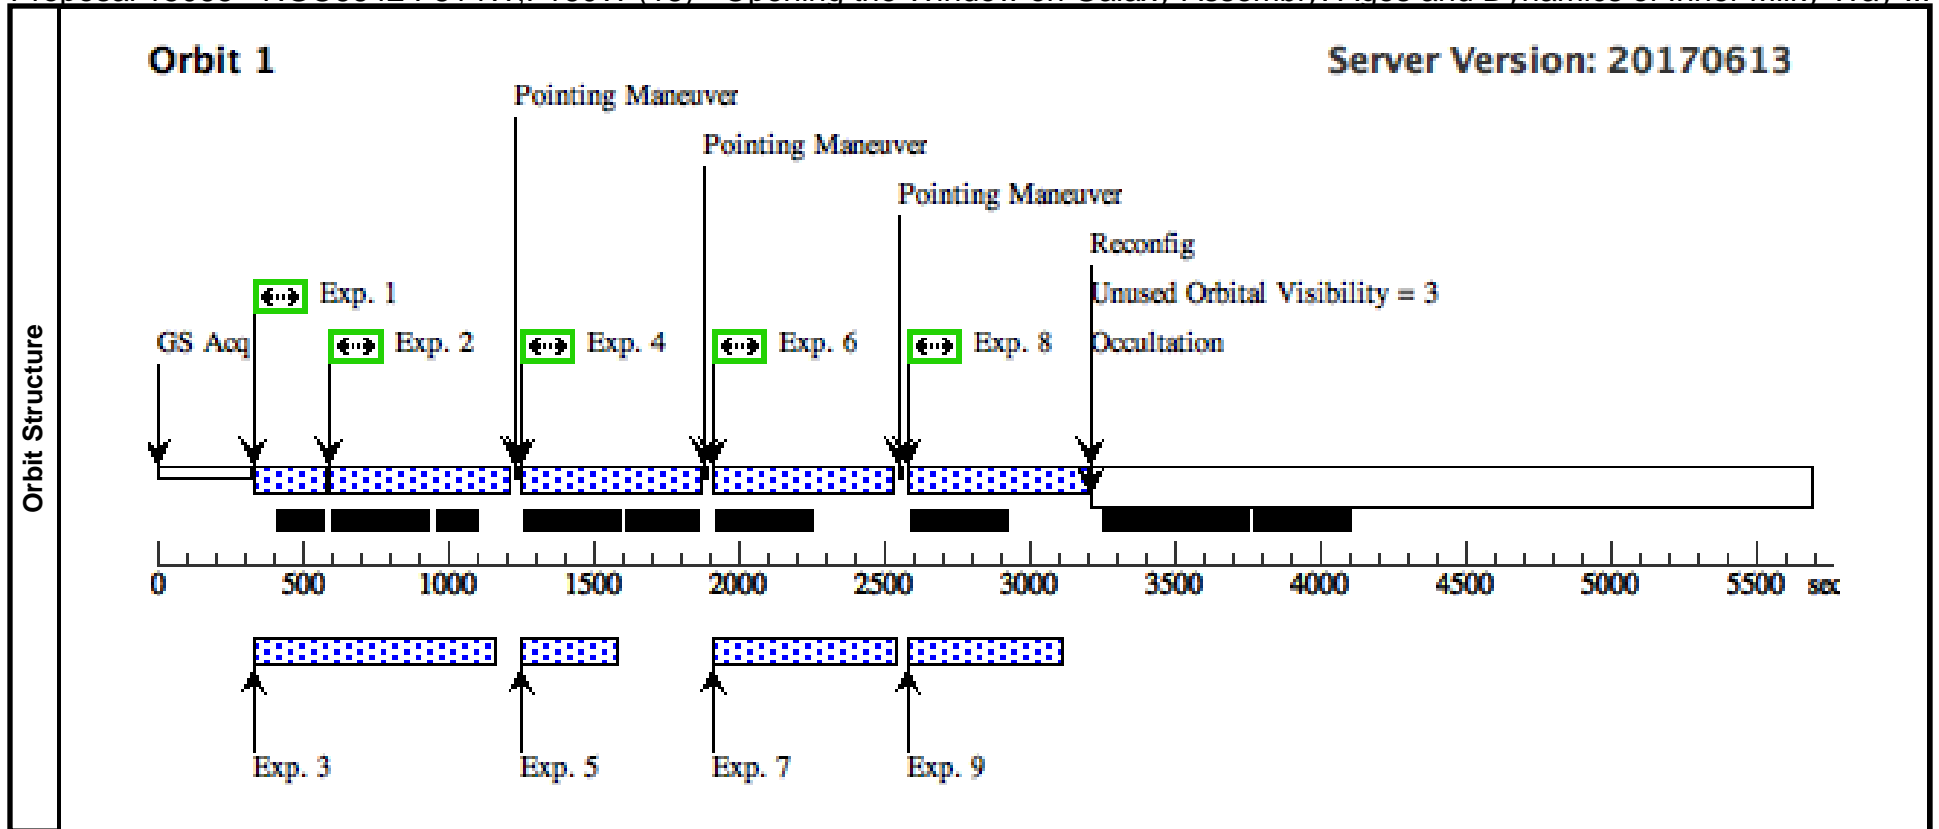 Orbit 1
Server Version: 20170613
Pointing Maneuver
Pointing Maneuver
Pointing Maneuver
Reconfig
Exp. 1
Unused Orbital Visibility = 3
GS Acq
Exp. 2
Exp. 4
Exp. 6
Exp. 8
Occultation
Orbit Structure
0 500 1000 1500 2000 2500 3000 3500 4000 4500 5000 5500 sec
Exp. 3
Exp. 5
Exp. 7
Exp. 9